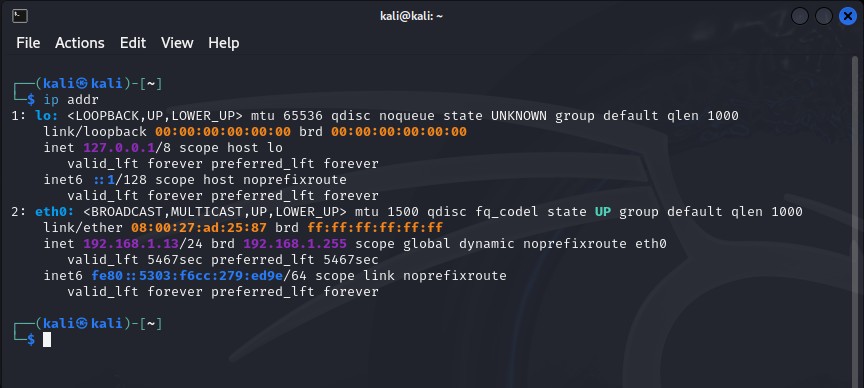 kali@kali: ~
File Actions Edit View Help
┌──(kali㉿kali)-[~]
└─$ ip addr
1: lo: <LOOPBACK,UP,LOWER_UP> mtu 65536 qdisc noqueue state UNKNOWN group default qlen 1000
    link/loopback 00:00:00:00:00:00 brd 00:00:00:00:00:00
    inet 127.0.0.1/8 scope host lo
       valid_lft forever preferred_lft forever
    inet6 ::1/128 scope host noprefixroute
       valid_lft forever preferred_lft forever
2: eth0: <BROADCAST,MULTICAST,UP,LOWER_UP> mtu 1500 qdisc fq_codel state UP group default qlen 1000
    link/ether 08:00:27:ad:25:87 brd ff:ff:ff:ff:ff:ff
    inet 192.168.1.13/24 brd 192.168.1.255 scope global dynamic noprefixroute eth0
       valid_lft 5467sec preferred_lft 5467sec
    inet6 fe80::5303:f6cc:279:ed9e/64 scope link noprefixroute
       valid_lft forever preferred_lft forever
┌──(kali㉿kali)-[~]
└─$